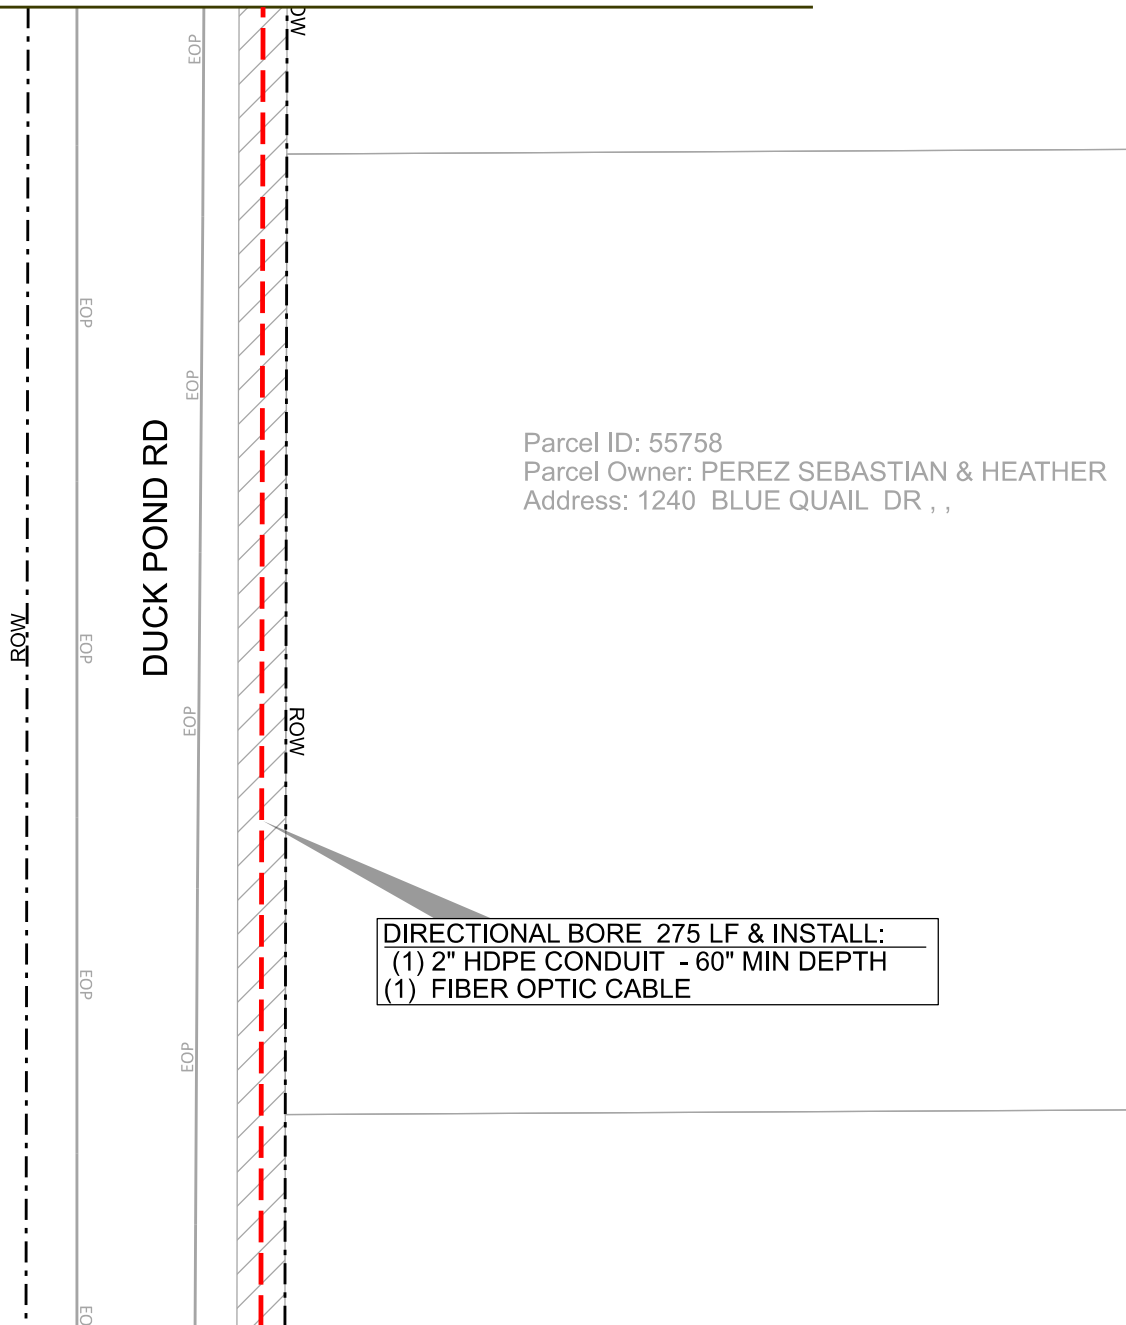 OW
EOP
EOP
EOP
DUCK POND RD
Parcel ID: 55758
Parcel Owner: PEREZ SEBASTIAN & HEATHER
Address: 1240 BLUE QUAIL DR , ,
ROW
EOP
EOP
ROW
DIRECTIONAL BORE 275 LF & INSTALL:
(1) 2" HDPE CONDUIT - 60" MIN DEPTH
(1) FIBER OPTIC CABLE
EOP
EOP
EO